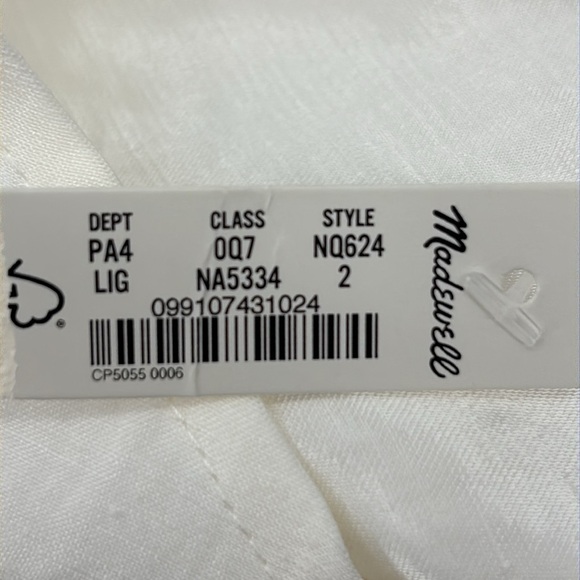 DEPT CLASS STYLE
PA4 0Q7 NQ624
LIG NA5334 2
099107431024
CP5055 0006
Madewell
®